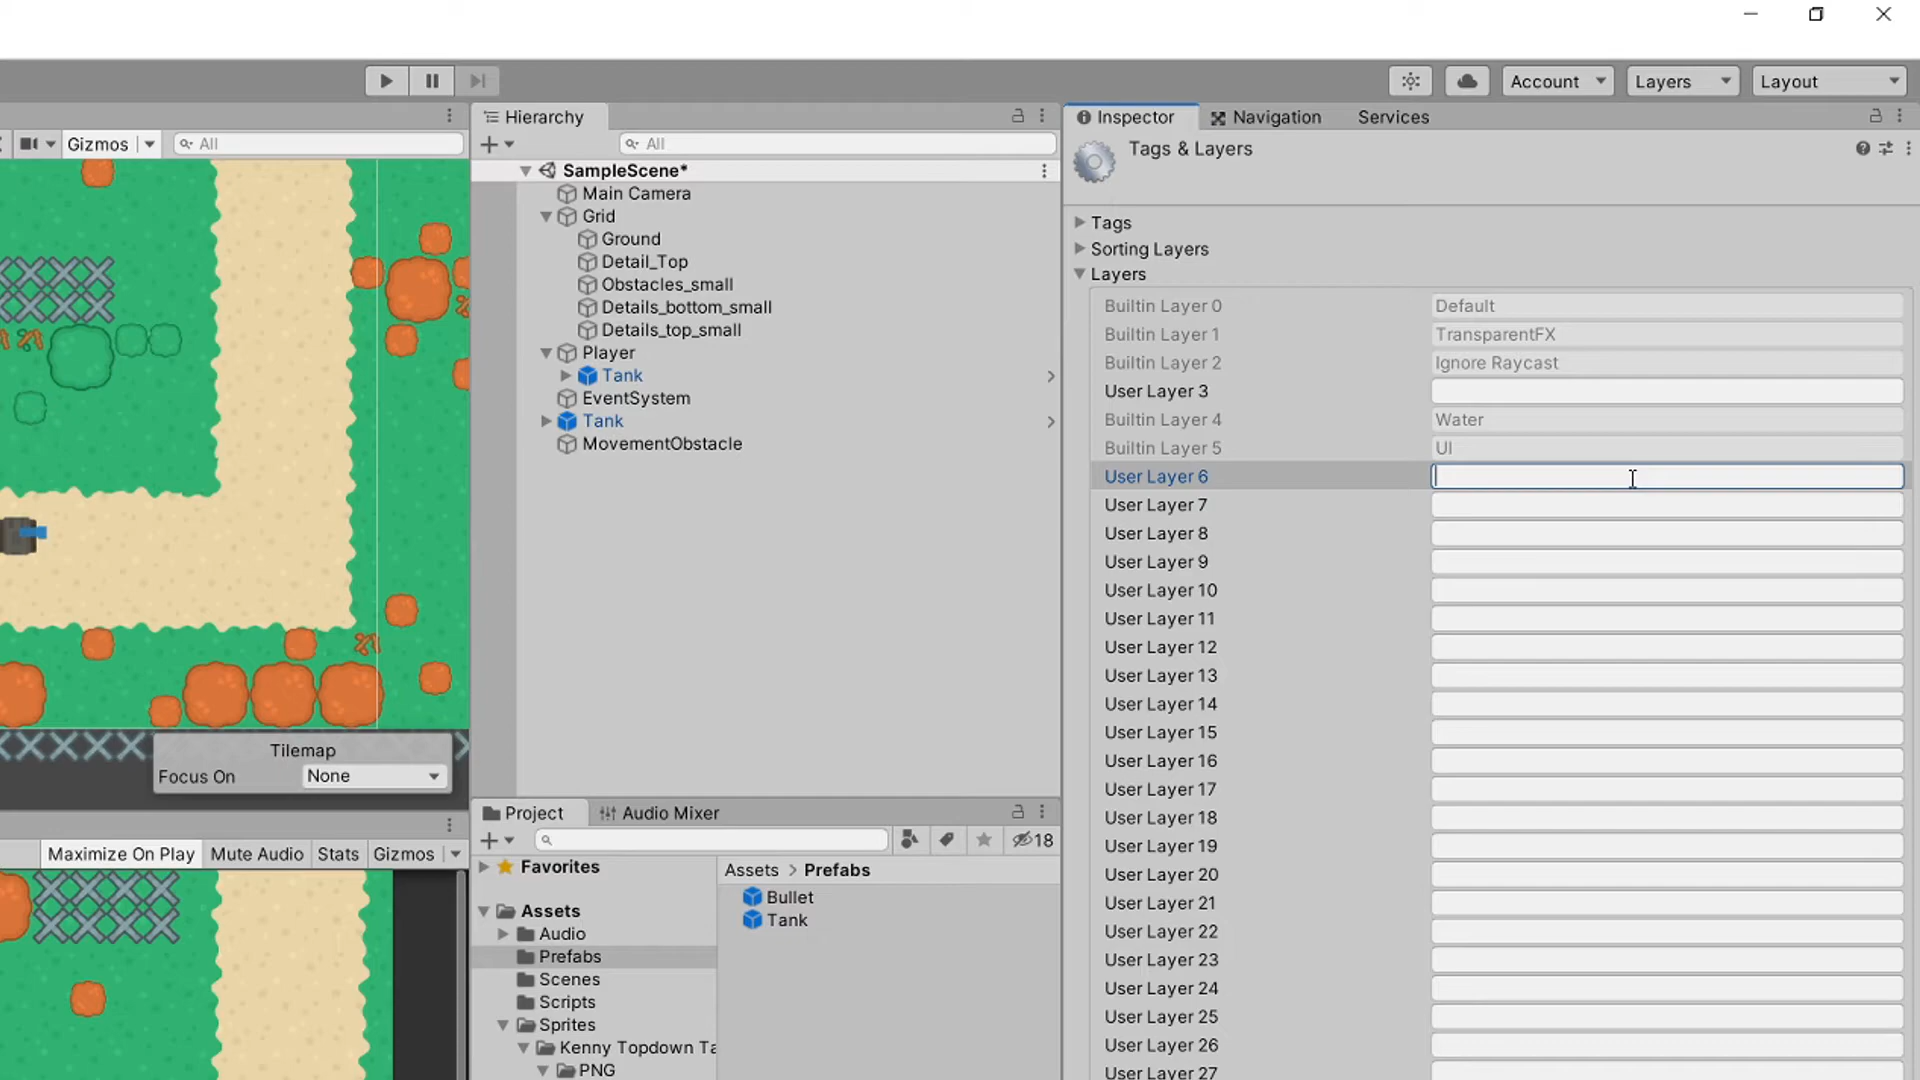 Account
Layers
Layout
Gizmos
All
Hierarchy
All
SampleScene*
Main Camera
Grid
Ground
Detail_Top
Obstacles_small
Details_bottom_small
Details_top_small
Player
Tank
EventSystem
Tank
MovementObstacle
Tilemap
Focus On None
Maximize On Play Mute Audio Stats Gizmos
Project Audio Mixer
18
Favorites
Assets
Audio
Prefabs
Scenes
Scripts
Sprites
Kenny Topdown Ta
PNG
Assets > Prefabs
Bullet
Tank
Inspector Navigation Services
Tags & Layers
Tags
Sorting Layers
Layers
Builtin Layer 0 Default
Builtin Layer 1 TransparentFX
Builtin Layer 2 Ignore Raycast
User Layer 3
Builtin Layer 4 Water
Builtin Layer 5 UI
User Layer 6
User Layer 7
User Layer 8
User Layer 9
User Layer 10
User Layer 11
User Layer 12
User Layer 13
User Layer 14
User Layer 15
User Layer 16
User Layer 17
User Layer 18
User Layer 19
User Layer 20
User Layer 21
User Layer 22
User Layer 23
User Layer 24
User Layer 25
User Layer 26
User Layer 27